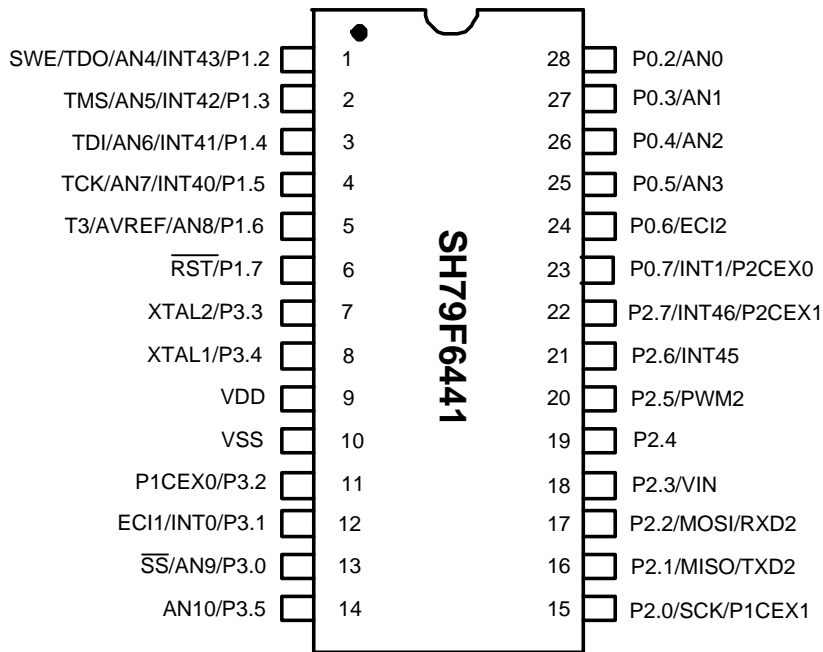 SWE/TDO/AN4/INT43/P1.2 1 28 P0.2/AN0
TMS/AN5/INT42/P1.3 2 27 P0.3/AN1
TDI/AN6/INT41/P1.4 3 26 P0.4/AN2
TCK/AN7/INT40/P1.5 4 25 P0.5/AN3
T3/AVREF/AN8/P1.6 5 24 P0.6/ECI2
R̅S̅T̅/P1.7 6 23 P0.7/INT1/P2CEX0
XTAL2/P3.3 7 22 P2.7/INT46/P2CEX1
XTAL1/P3.4 8 21 P2.6/INT45
VDD 9 20 P2.5/PWM2
VSS 10 19 P2.4
P1CEX0/P3.2 11 18 P2.3/VIN
ECI1/INT0/P3.1 12 17 P2.2/MOSI/RXD2
S̅S̅/AN9/P3.0 13 16 P2.1/MISO/TXD2
AN10/P3.5 14 15 P2.0/SCK/P1CEX1
SH79F6441